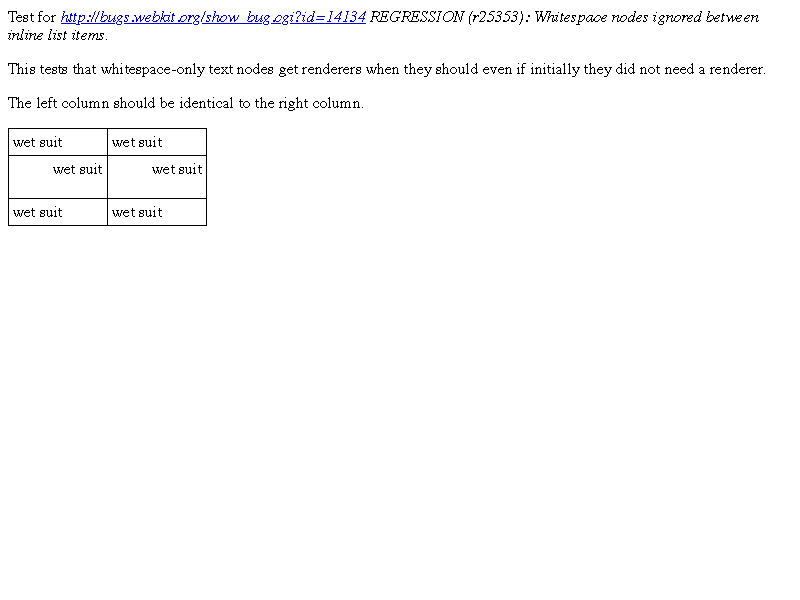 Test for http://bugs.webkit.org/show_bug.cgi?id=14134 REGRESSION (r25353): Whitespace nodes ignored between
inline list items.
This tests that whitespace-only text nodes get renderers when they should even if initially they did not need a renderer.
The left column should be identical to the right column.
wet suit wet suit
wet suit wet suit
wet suit wet suit